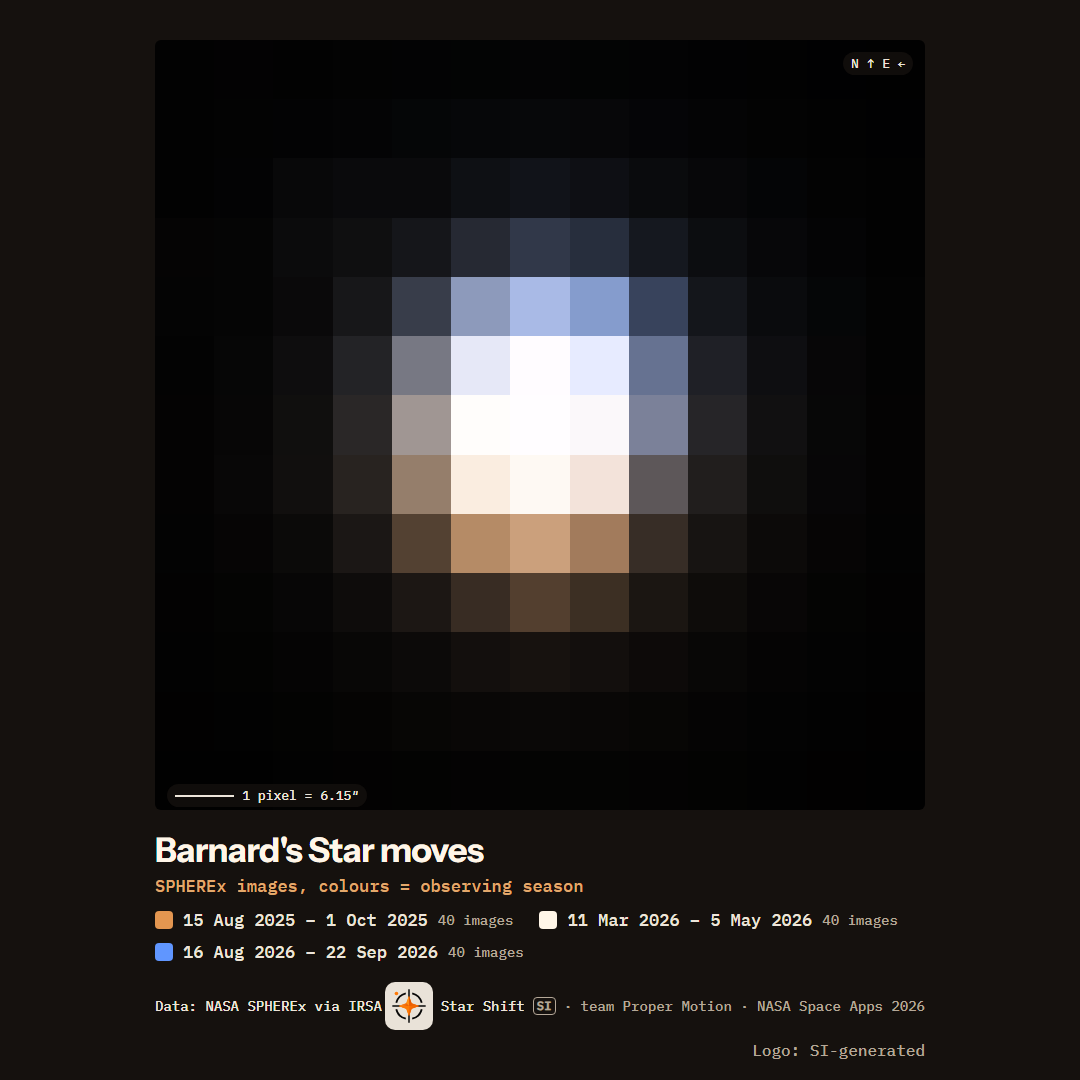 N ↑ E ←
1 pixel = 6.15″
Barnard's Star moves
SPHEREx images, colours = observing season
15 Aug 2025 – 1 Oct 2025 40 images 11 Mar 2026 – 5 May 2026 40 images
16 Aug 2026 – 22 Sep 2026 40 images
Data: NASA SPHEREx via IRSA Star Shift SI · team Proper Motion · NASA Space Apps 2026
Logo: SI-generated